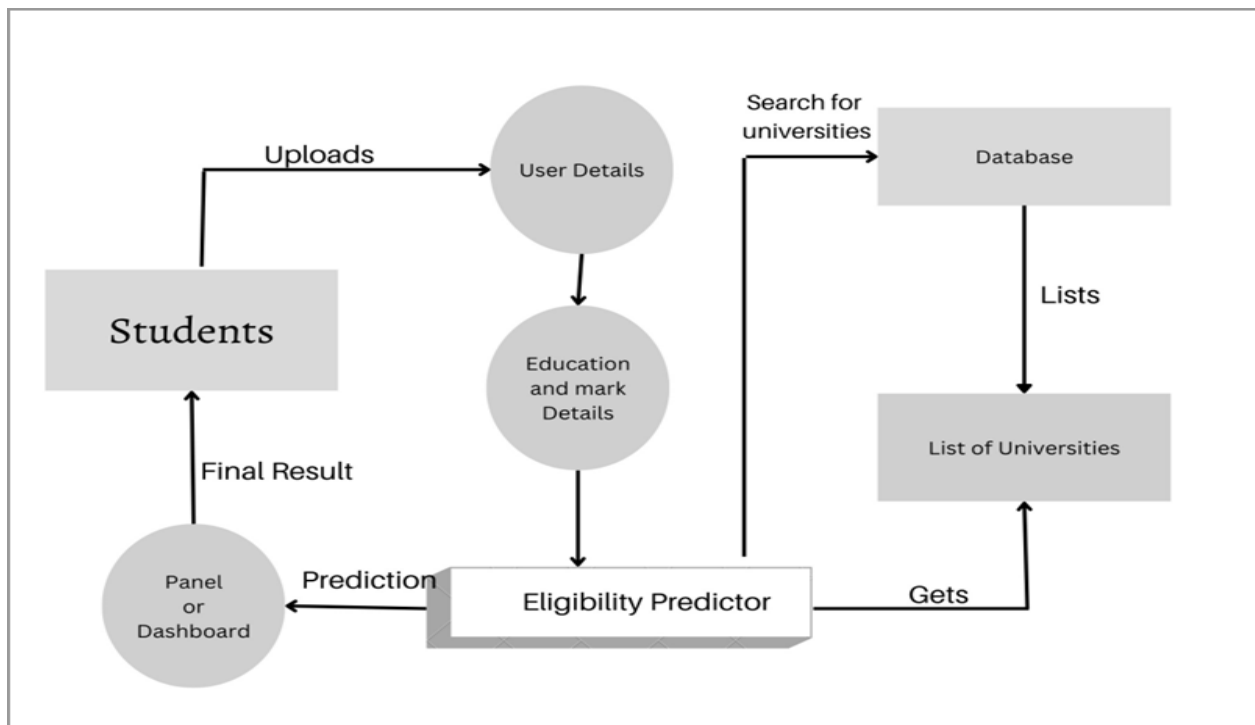 Search for
universities
Database
Uploads
User Details
Lists
Students
Education
and mark
Details
List of Universities
Final Result
Panel
or
Dashboard
Prediction
Eligibility Predictor
Gets